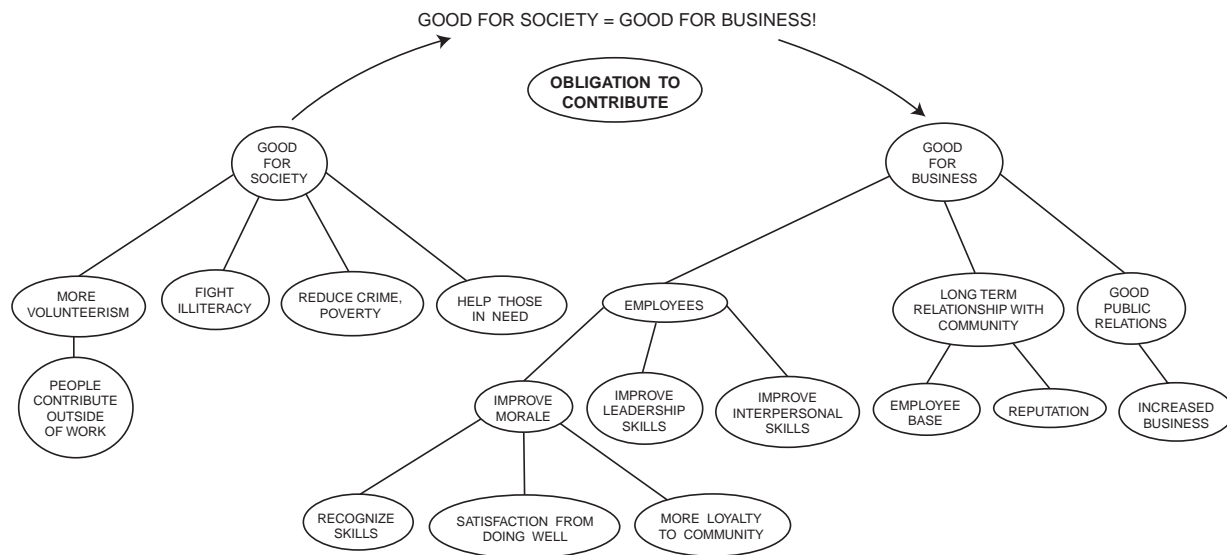 GOOD FOR SOCIETY = GOOD FOR BUSINESS!
OBLIGATION TO
CONTRIBUTE
GOOD
FOR
SOCIETY
GOOD
FOR
BUSINESS
MORE
VOLUNTEERISM
FIGHT
ILLITERACY
REDUCE CRIME,
POVERTY
HELP THOSE
IN NEED
EMPLOYEES
LONG TERM
RELATIONSHIP WITH
COMMUNITY
GOOD
PUBLIC
RELATIONS
PEOPLE
CONTRIBUTE
OUTSIDE
OF WORK
IMPROVE
MORALE
IMPROVE
LEADERSHIP
SKILLS
IMPROVE
INTERPERSONAL
SKILLS
EMPLOYEE
BASE
REPUTATION
INCREASED
BUSINESS
RECOGNIZE
SKILLS
SATISFACTION FROM
DOING WELL
MORE LOYALTY
TO COMMUNITY